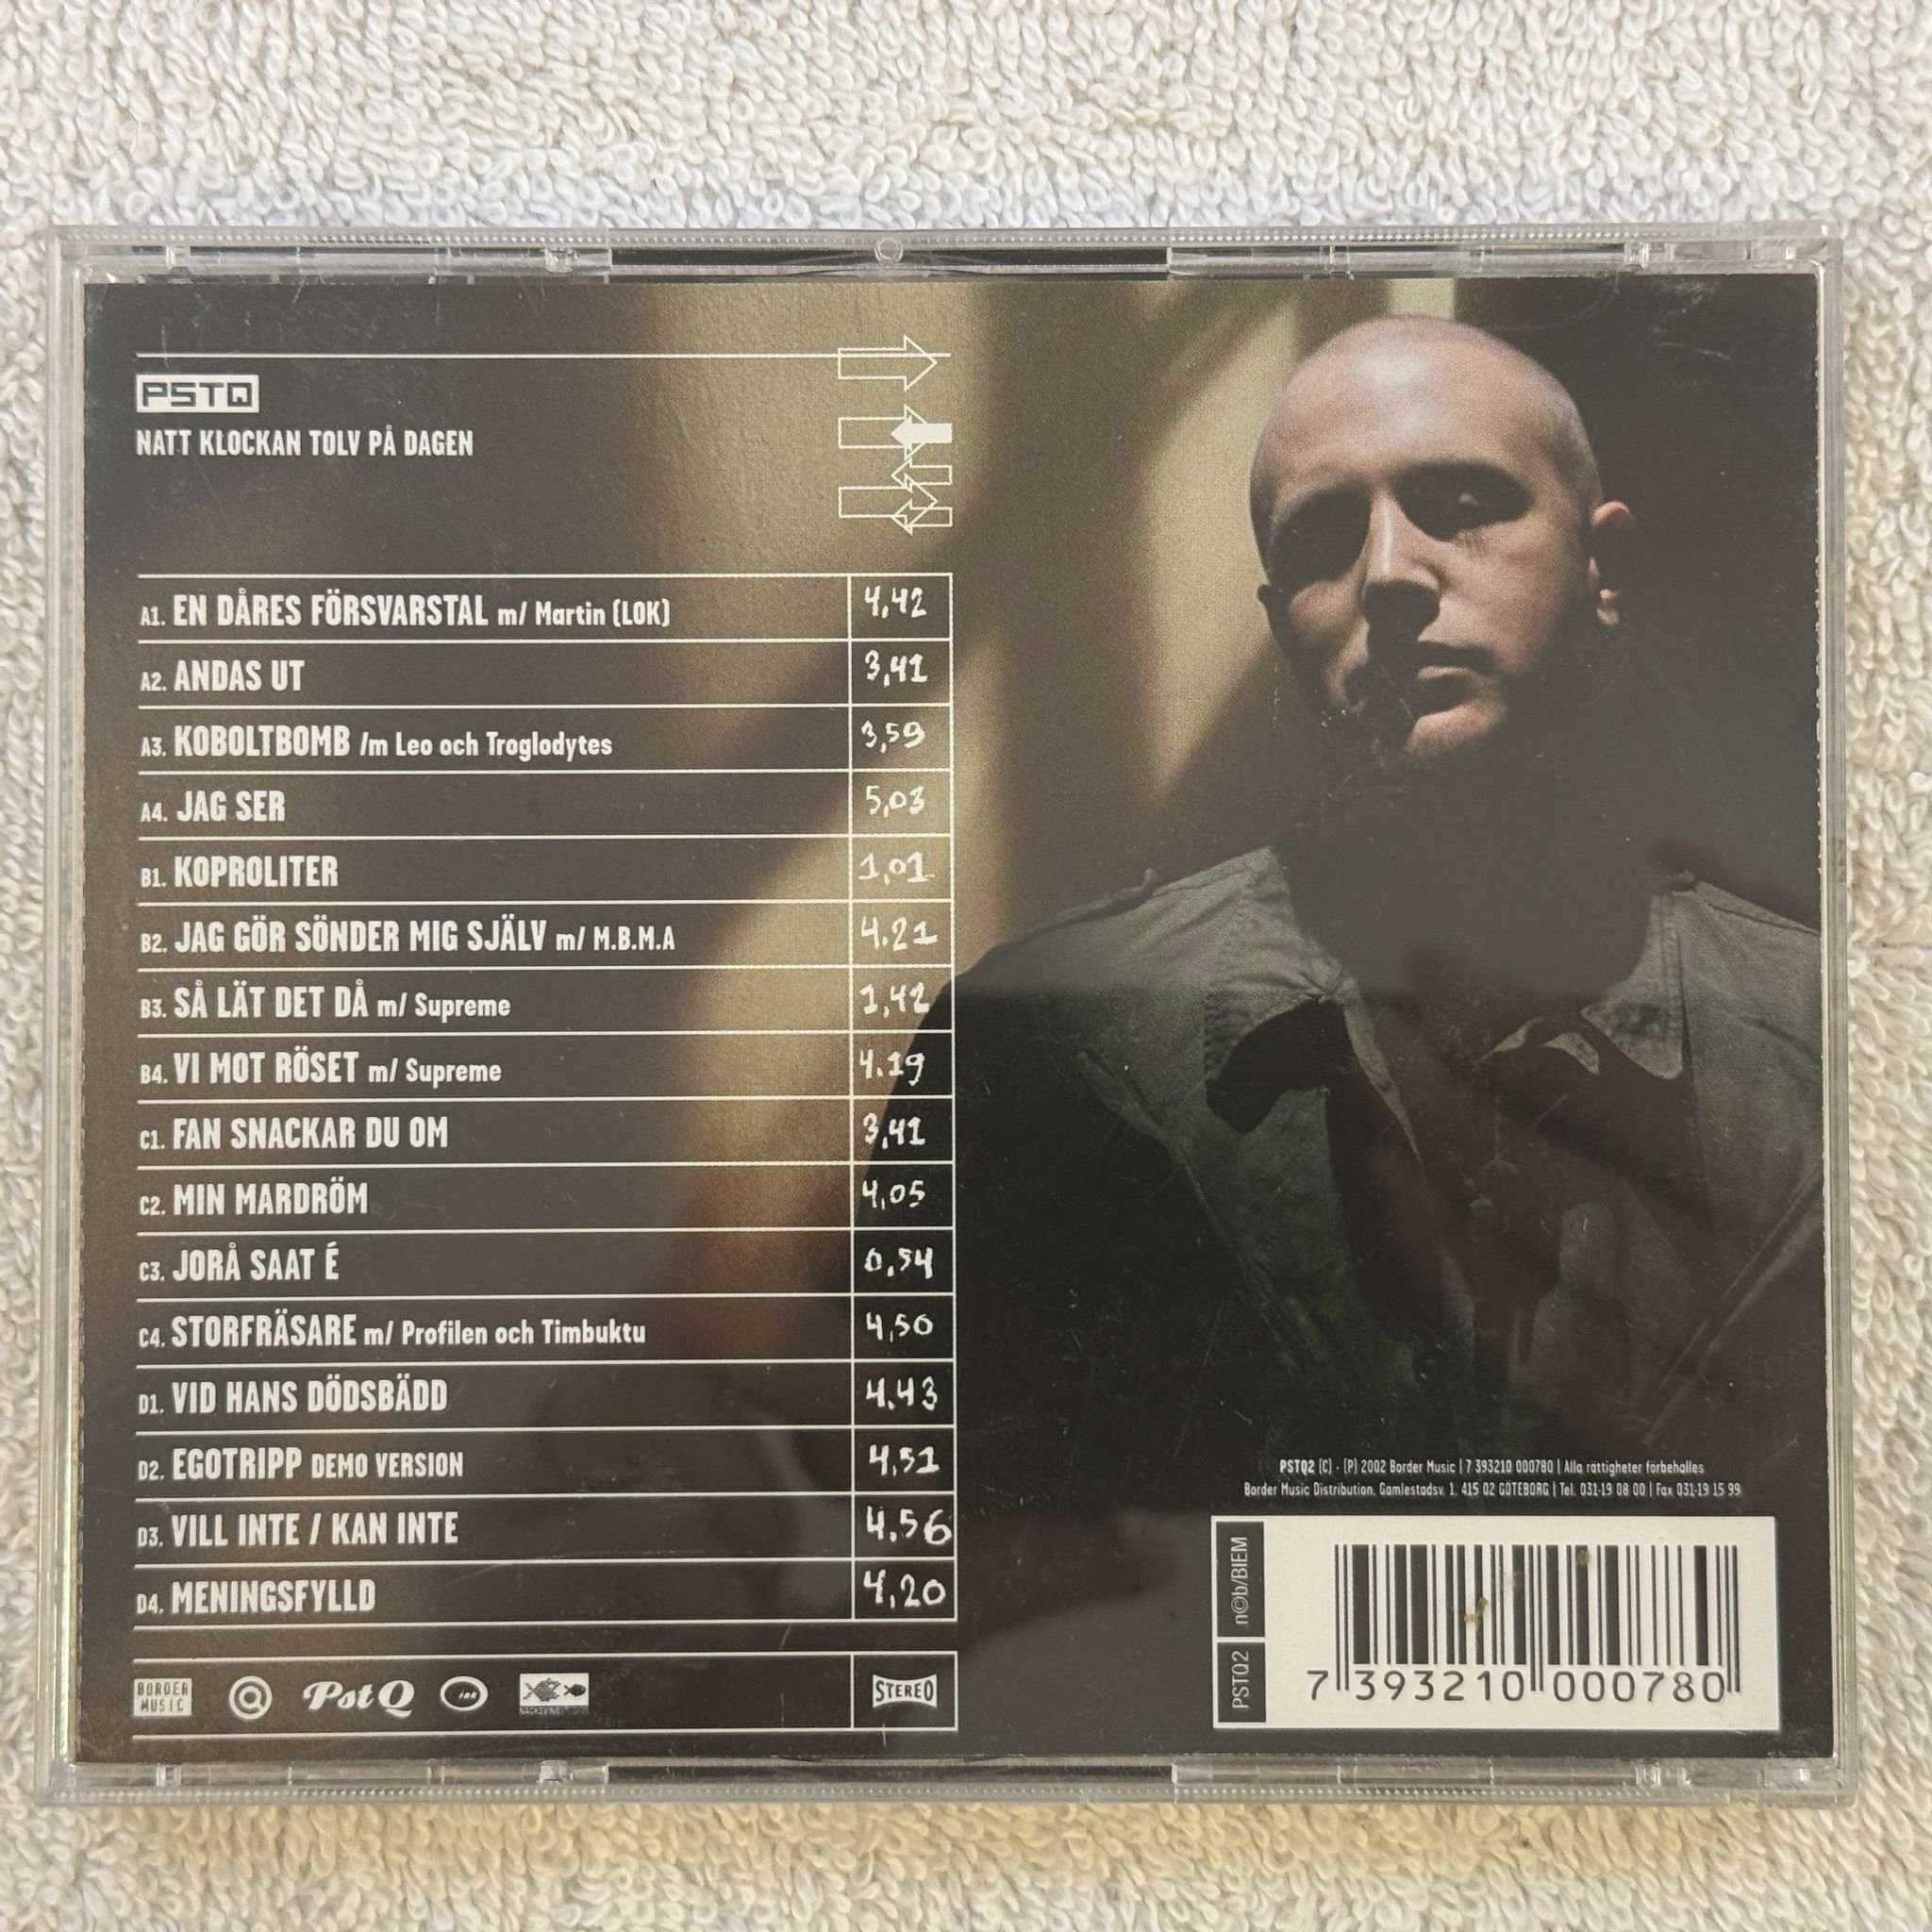 PSTQ
NATT KLOCKAN TOLV PÅ DAGEN
A1. EN DÅRES FÖRSVARSTAL m/ Martin (LOK) 4,42
A2. ANDAS UT 3,41
A3. KOBOLTBOMB /m Leo och Troglodytes 3,59
A4. JAG SER 5,03
B1. KOPROLITER 1,01
B2. JAG GÖR SÖNDER MIG SJÄLV m/ M.B.M.A 4.21
B3. SÅ LÄT DET DÅ m/ Supreme 1,42
B4. VI MOT RÖSET m/ Supreme 4.19
C1. FAN SNACKAR DU OM 3,41
C2. MIN MARDRÖM 4,05
C3. JORÅ SAAT É 0,54
C4. STORFRÄSARE m/ Profilen och Timbuktu 4,50
D1. VID HANS DÖDSBÄDD 4.43
D2. EGOTRIPP DEMO VERSION 4,51
D3. VILL INTE / KAN INTE 4.56
D4. MENINGSFYLLD 4,20
BORDER MUSIC PstQ ink STEREO
PSTQ2 (C) - (P) 2002 Border Music | 7 393210 000780 | Alla rättigheter förbehalles
Border Music Distribution, Gamlestadsv. 1. 415 02 GÖTEBORG | Tel. 031-19 08 00 | Fax 031-19 15 99
PSTQ2 n©b/BIEM
7 393210 000780